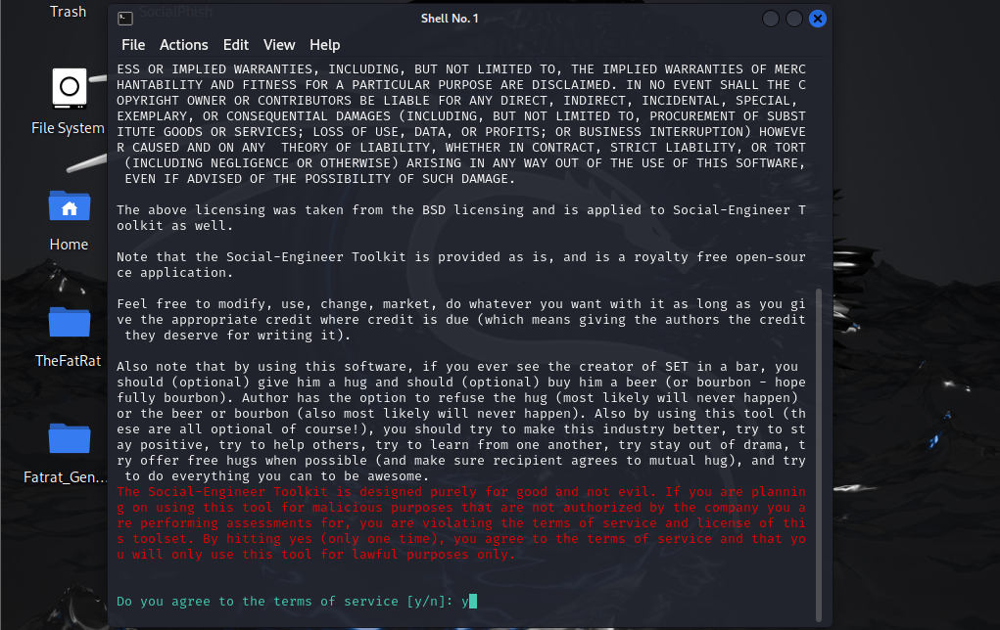 Trash
SocialPhish
Shell No. 1
File Actions Edit View Help
ESS OR IMPLIED WARRANTIES, INCLUDING, BUT NOT LIMITED TO, THE IMPLIED WARRANTIES OF MERC
HANTABILITY AND FITNESS FOR A PARTICULAR PURPOSE ARE DISCLAIMED. IN NO EVENT SHALL THE C
OPYRIGHT OWNER OR CONTRIBUTORS BE LIABLE FOR ANY DIRECT, INDIRECT, INCIDENTAL, SPECIAL,
EXEMPLARY, OR CONSEQUENTIAL DAMAGES (INCLUDING, BUT NOT LIMITED TO, PROCUREMENT OF SUBST
ITUTE GOODS OR SERVICES; LOSS OF USE, DATA, OR PROFITS; OR BUSINESS INTERRUPTION) HOWEVE
R CAUSED AND ON ANY  THEORY OF LIABILITY, WHETHER IN CONTRACT, STRICT LIABILITY, OR TORT
(INCLUDING NEGLIGENCE OR OTHERWISE) ARISING IN ANY WAY OUT OF THE USE OF THIS SOFTWARE,
EVEN IF ADVISED OF THE POSSIBILITY OF SUCH DAMAGE.
The above licensing was taken from the BSD licensing and is applied to Social-Engineer T
oolkit as well.
Note that the Social-Engineer Toolkit is provided as is, and is a royalty free open-sour
ce application.
Feel free to modify, use, change, market, do whatever you want with it as long as you gi
ve the appropriate credit where credit is due (which means giving the authors the credit
they deserve for writing it).
Also note that by using this software, if you ever see the creator of SET in a bar, you
should (optional) give him a hug and should (optional) buy him a beer (or bourbon - hope
fully bourbon). Author has the option to refuse the hug (most likely will never happen)
or the beer or bourbon (also most likely will never happen). Also by using this tool (th
ese are all optional of course!), you should try to make this industry better, try to st
ay positive, try to help others, try to learn from one another, try stay out of drama, t
ry offer free hugs when possible (and make sure recipient agrees to mutual hug), and try
to do everything you can to be awesome.
The Social-Engineer Toolkit is designed purely for good and not evil. If you are plannin
g on using this tool for malicious purposes that are not authorized by the company you a
re performing assessments for, you are violating the terms of service and license of thi
s toolset. By hitting yes (only one time), you agree to the terms of service and that yo
u will only use this tool for lawful purposes only.
Do you agree to the terms of service [y/n]: y
File System
Home
TheFatRat
Fatrat_Gen...